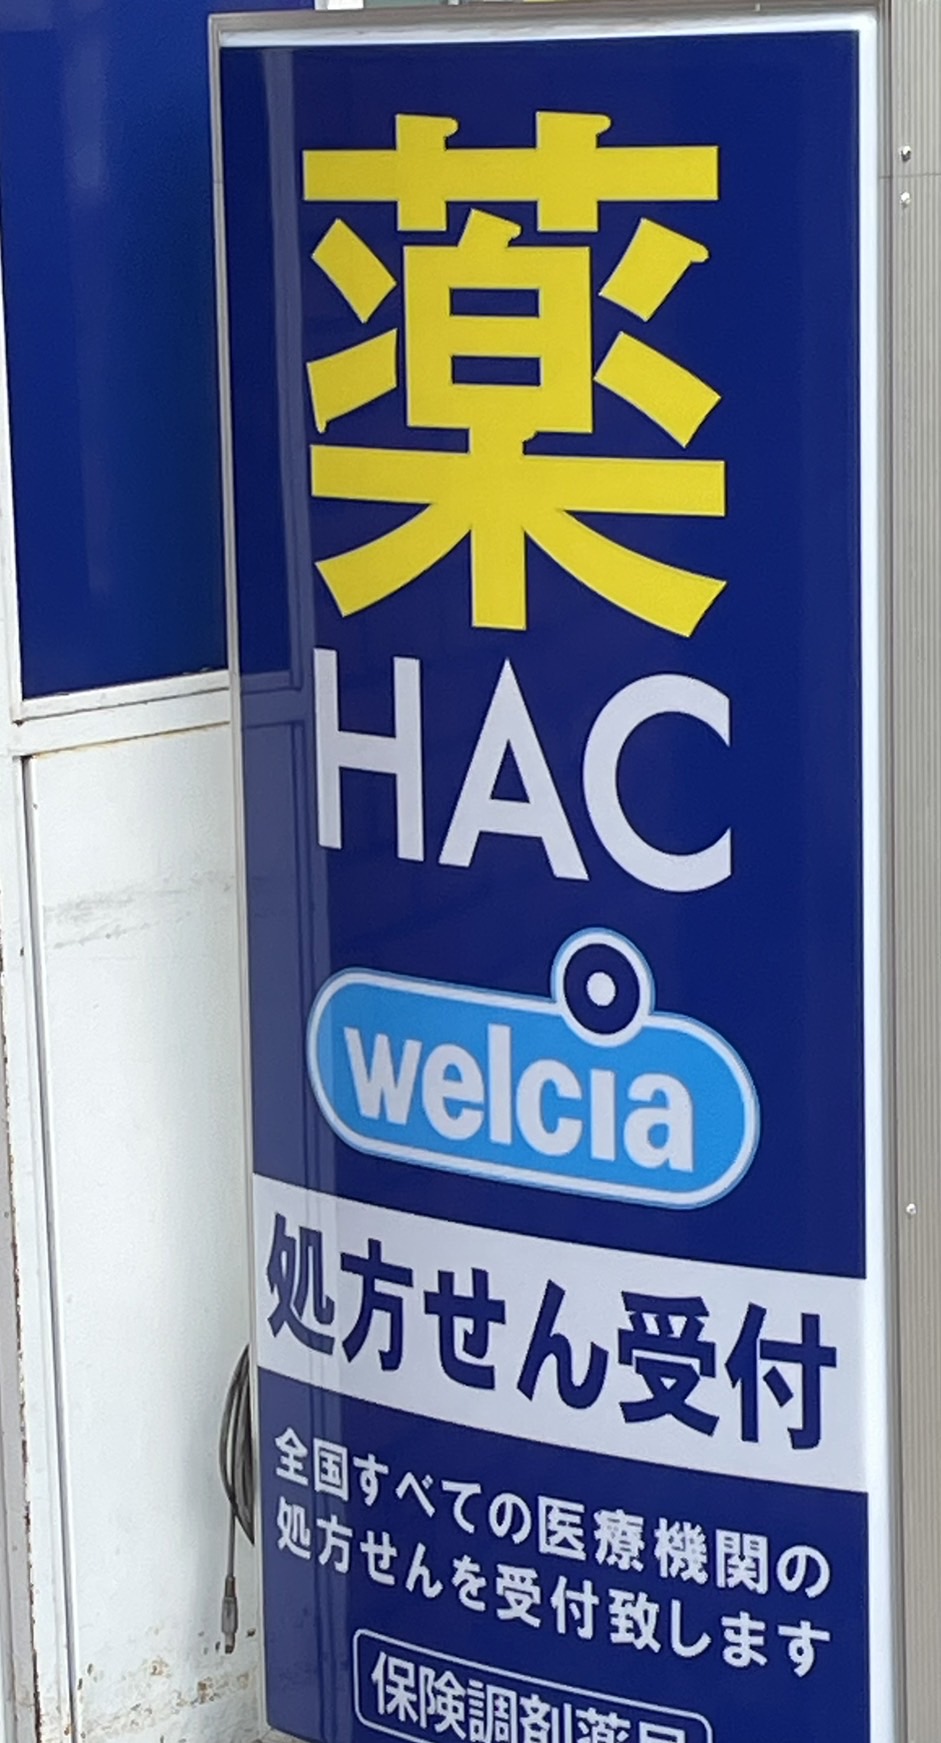 薬
HAC
welcia
処方せん受付
全国すべての医療機関の
処方せんを受付致します
保険調剤薬局